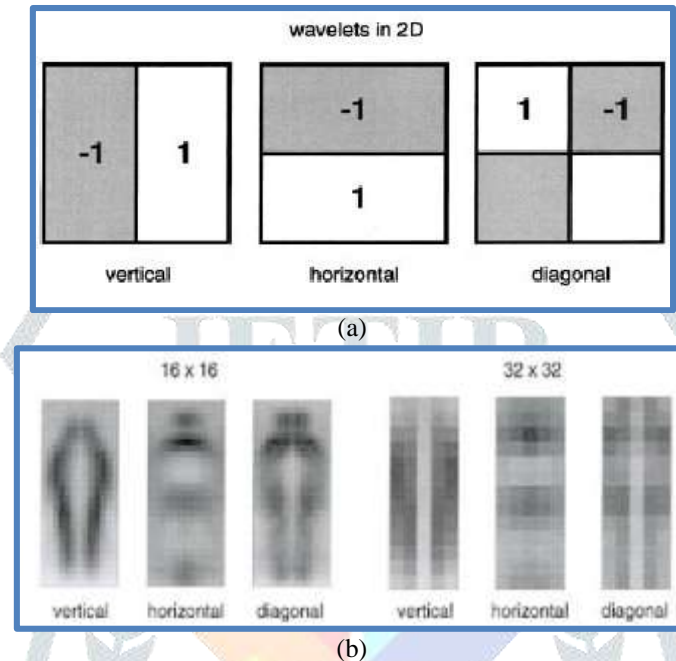 wavelets in 2D
-1 1
-1
1
1 -1
vertical horizontal diagonal
(a)
JETIR
16 x 16 32 x 32
vertical horizontal diagonal vertical horizontal diagonal
(b)